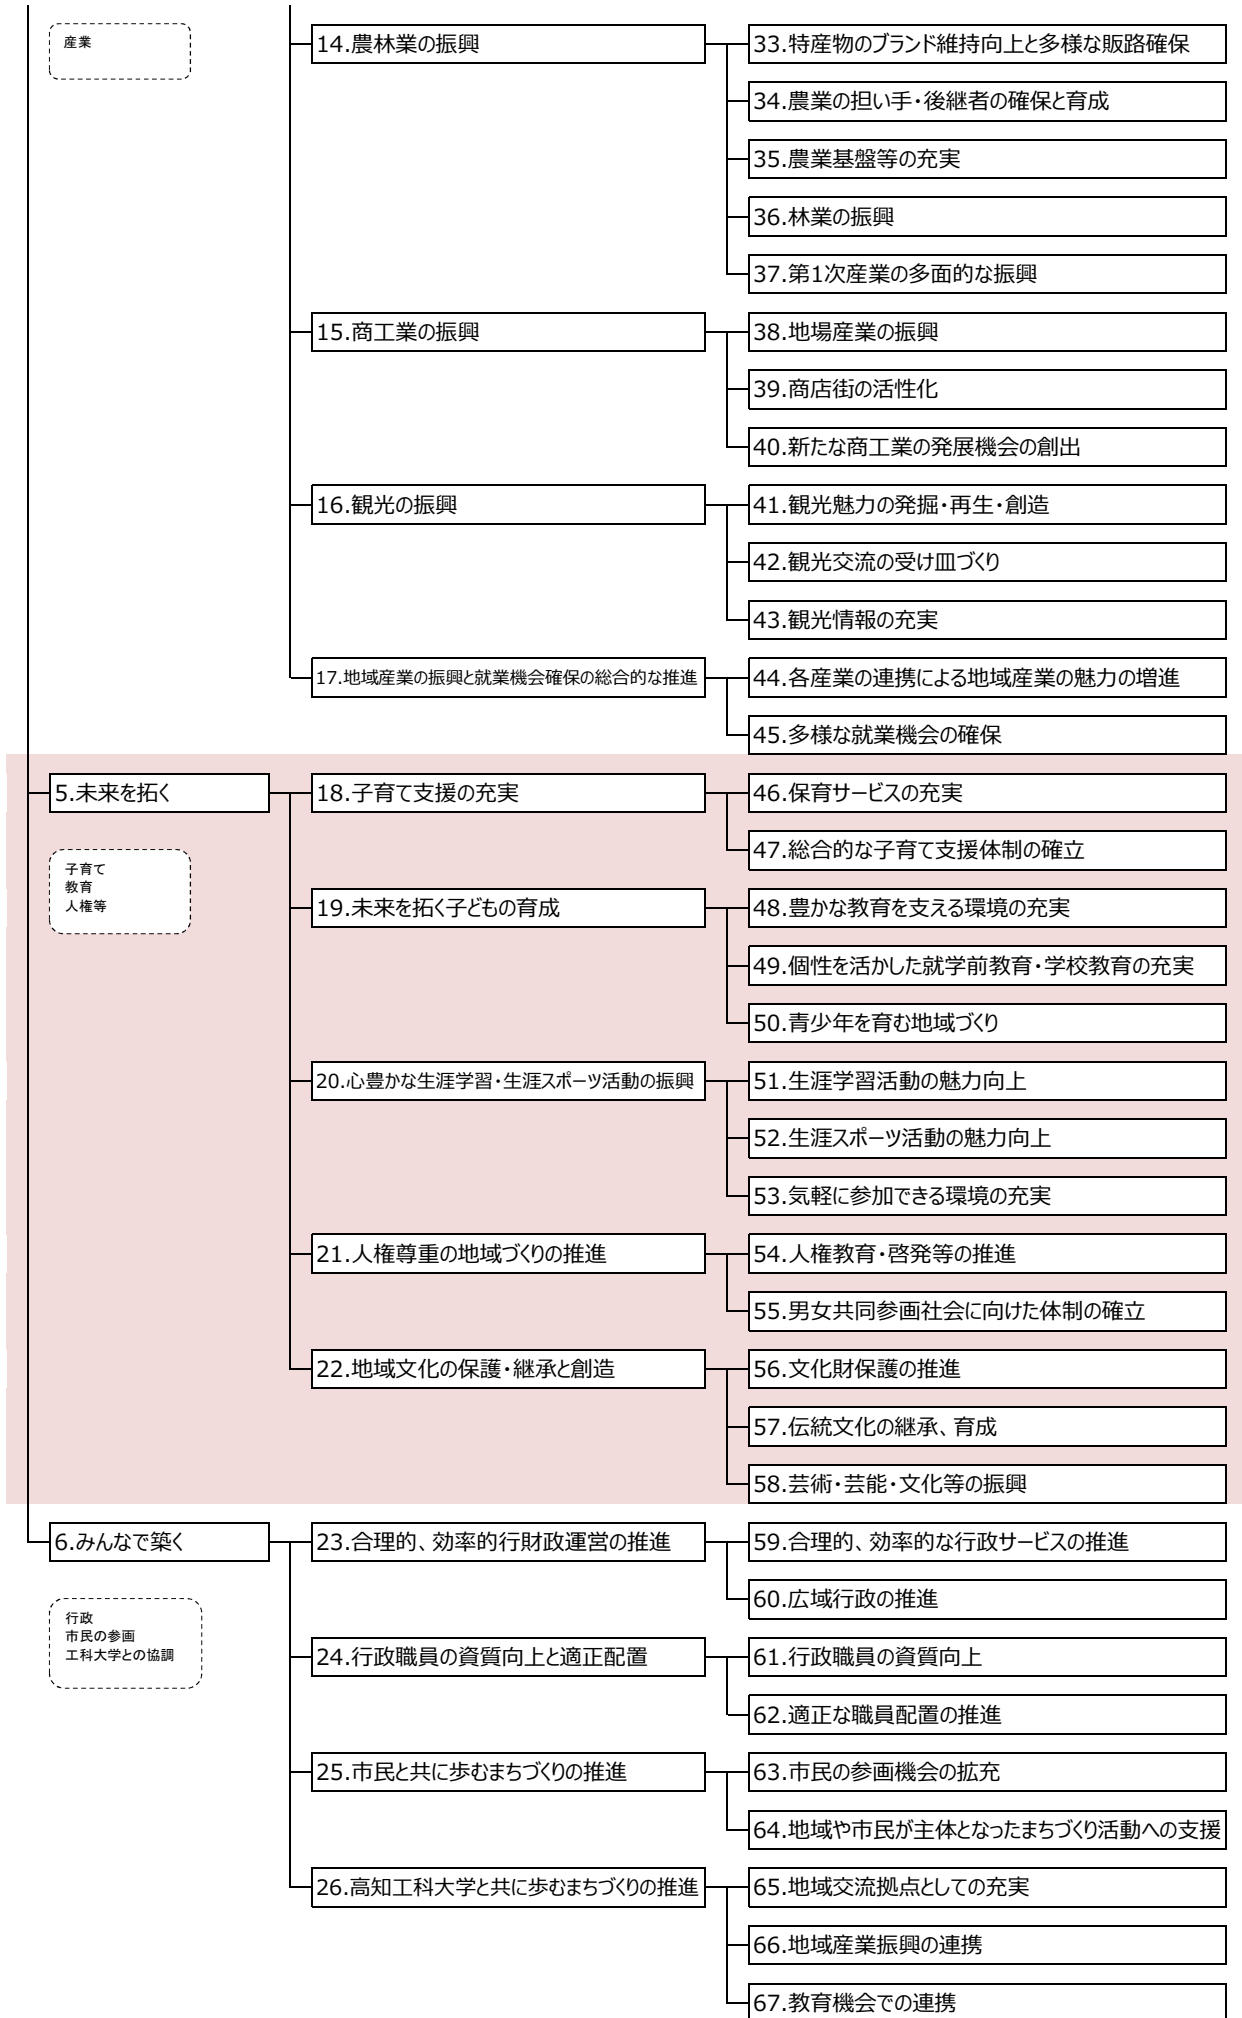 産業
14.農林業の振興
33.特産物のブランド維持向上と多様な販路確保
34.農業の担い手・後継者の確保と育成
35.農業基盤等の充実
36.林業の振興
37.第1次産業の多面的な振興
15.商工業の振興
38.地場産業の振興
39.商店街の活性化
40.新たな商工業の発展機会の創出
16.観光の振興
41.観光魅力の発掘・再生・創造
42.観光交流の受け皿づくり
43.観光情報の充実
17.地域産業の振興と就業機会確保の総合的な推進
44.各産業の連携による地域産業の魅力の増進
45.多様な就業機会の確保
5.未来を拓く
子育て
教育
人権等
18.子育て支援の充実
46.保育サービスの充実
47.総合的な子育て支援体制の確立
19.未来を拓く子どもの育成
48.豊かな教育を支える環境の充実
49.個性を活かした就学前教育・学校教育の充実
50.青少年を育む地域づくり
20.心豊かな生涯学習・生涯スポーツ活動の振興
51.生涯学習活動の魅力向上
52.生涯スポーツ活動の魅力向上
53.気軽に参加できる環境の充実
21.人権尊重の地域づくりの推進
54.人権教育・啓発等の推進
55.男女共同参画社会に向けた体制の確立
22.地域文化の保護・継承と創造
56.文化財保護の推進
57.伝統文化の継承、育成
58.芸術・芸能・文化等の振興
6.みんなで築く
行政
市民の参画
工科大学との協調
23.合理的、効率的行財政運営の推進
59.合理的、効率的な行政サービスの推進
60.広域行政の推進
24.行政職員の資質向上と適正配置
61.行政職員の資質向上
62.適正な職員配置の推進
25.市民と共に歩むまちづくりの推進
63.市民の参画機会の拡充
64.地域や市民が主体となったまちづくり活動への支援
26.高知工科大学と共に歩むまちづくりの推進
65.地域交流拠点としての充実
66.地域産業振興の連携
67.教育機会での連携